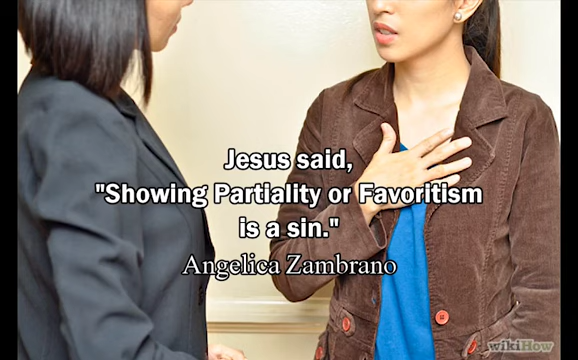 Jesus said,
"Showing Partiality or Favoritism
is a sin."
Angelica Zambrano
wikiHow